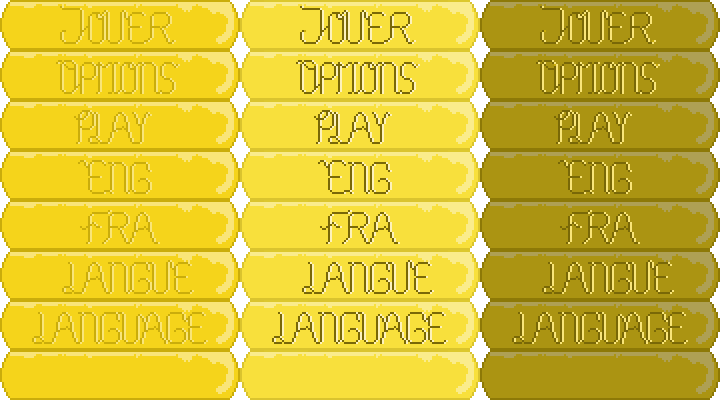 JOUER JOUER JOUER
OPTIONS OPTIONS OPTIONS
PLAY PLAY PLAY
ENG ENG ENG
FRA FRA FRA
LANGUE LANGUE LANGUE
LANGUAGE LANGUAGE LANGUAGE